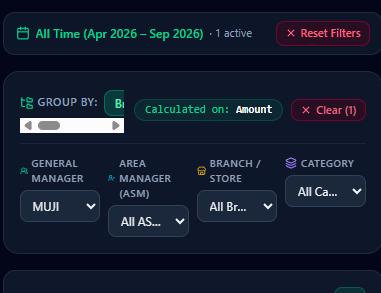 All Time (Apr 2026 – Sep 2026) · 1 active
Reset Filters
GROUP BY:
Calculated on: Amount
Clear (1)
GENERAL
MANAGER
AREA
MANAGER
(ASM)
BRANCH /
STORE
CATEGORY
MUJI
All AS...
All Br...
All Ca...